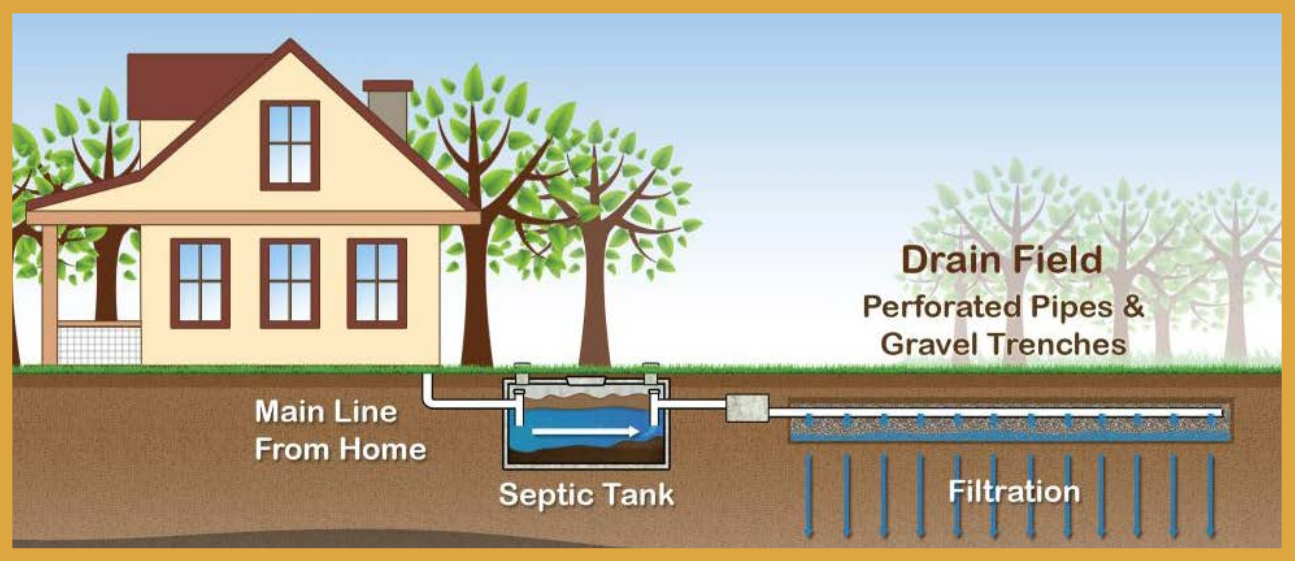 Drain Field
Perforated Pipes &
Gravel Trenches
Main Line
From Home
Septic Tank
Filtration